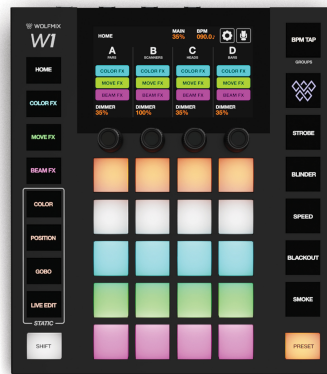 WOLFMIX
W1
HOME
COLOR FX
MOVE FX
BEAM FX
COLOR
POSITION
GOBO
LIVE EDIT
STATIC
SHIFT
HOME
MAIN
35%
BPM
090.0
A
B
C
D
PARS
SCANNERS
HEADS
BARS
COLOR FX COLOR FX COLOR FX COLOR FX
MOVE FX MOVE FX MOVE FX MOVE FX
BEAM FX BEAM FX BEAM FX BEAM FX
DIMMER DIMMER DIMMER DIMMER
35% 100% 35% 35%
BPM TAP
GROUPS
STROBE
BLINDER
SPEED
BLACKOUT
SMOKE
PRESET